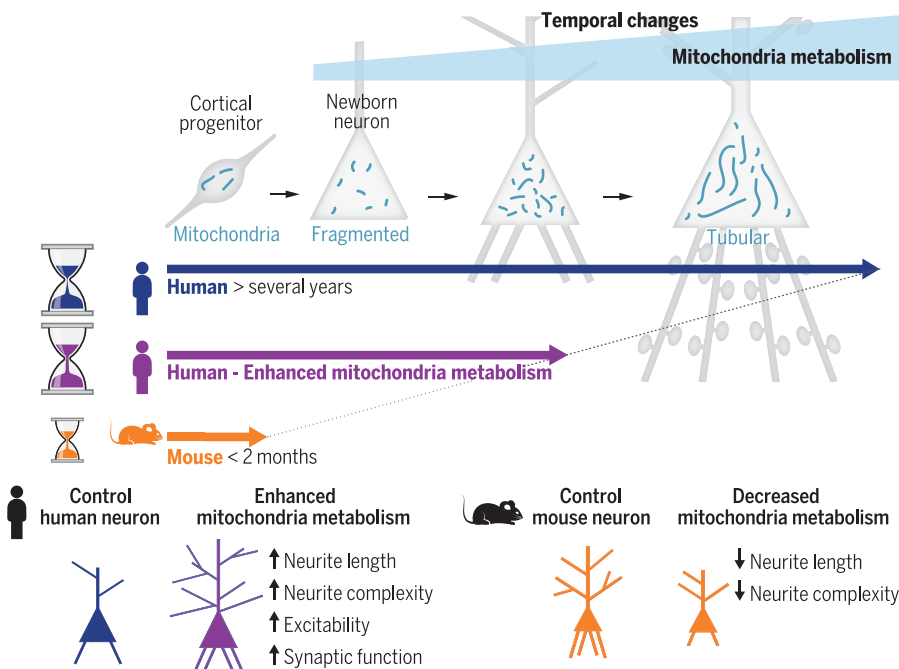 Temporal changes
Mitochondria metabolism
Cortical
progenitor
Newborn
neuron
Mitochondria
Fragmented
Tubular
Human > several years
Human - Enhanced mitochondria metabolism
Mouse < 2 months
Control
human neuron
Enhanced
mitochondria metabolism
↑ Neurite length
↑ Neurite complexity
↑ Excitability
↑ Synaptic function
Control
mouse neuron
Decreased
mitochondria metabolism
↓ Neurite length
↓ Neurite complexity